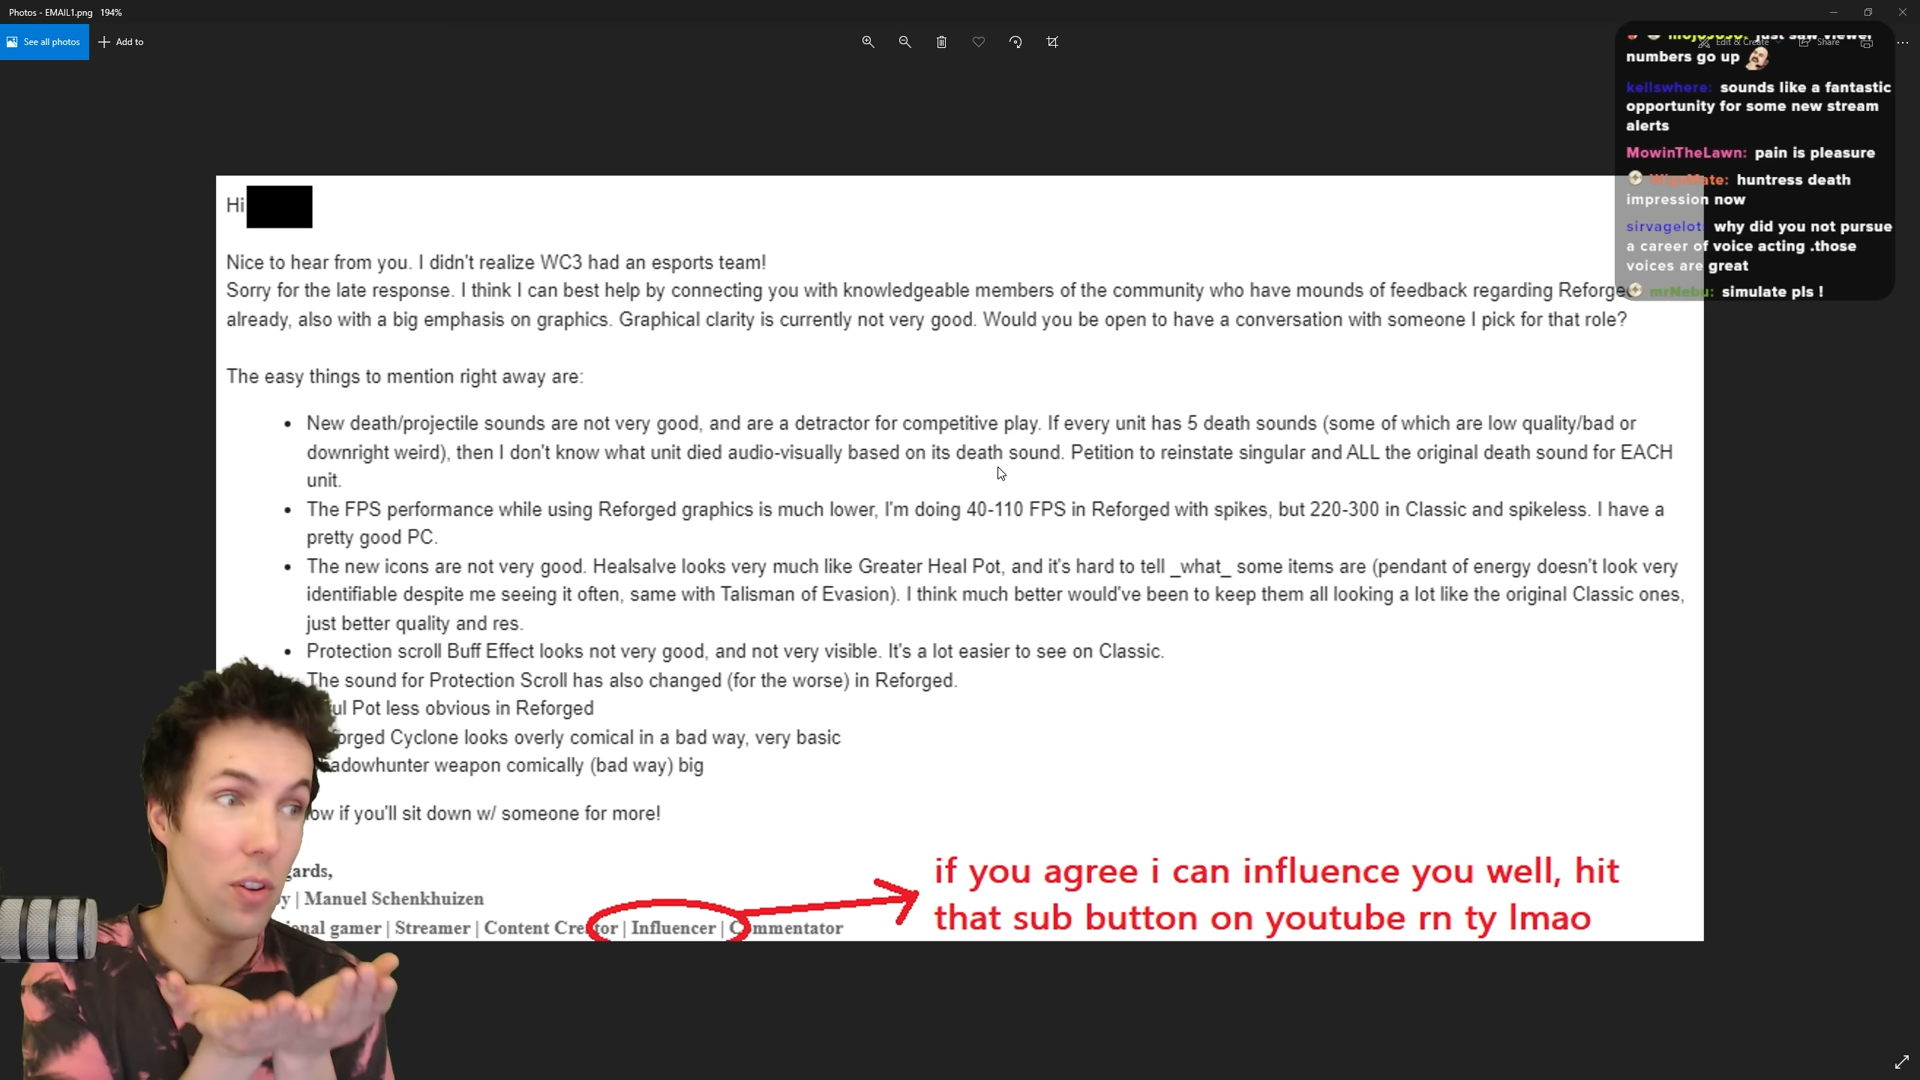 Photos - EMAIL1.png 194%
See all photos
Add to
Edit & Create
Share
numbers go up
kellswhere: sounds like a fantastic
opportunity for some new stream
alerts
MowinTheLawn: pain is pleasure
huntress death
impression now
sirvagelot: why did you not pursue
a career of voice acting .those
voices are great
mrNebu: simulate pls !
Hi
Nice to hear from you. I didn't realize WC3 had an esports team!
Sorry for the late response. I think I can best help by connecting you with knowledgeable members of the community who have mounds of feedback regarding Reforge
already, also with a big emphasis on graphics. Graphical clarity is currently not very good. Would you be open to have a conversation with someone I pick for that role?
The easy things to mention right away are:
• New death/projectile sounds are not very good, and are a detractor for competitive play. If every unit has 5 death sounds (some of which are low quality/bad or
downright weird), then I don't know what unit died audio-visually based on its death sound. Petition to reinstate singular and ALL the original death sound for EACH
unit.
• The FPS performance while using Reforged graphics is much lower, I'm doing 40-110 FPS in Reforged with spikes, but 220-300 in Classic and spikeless. I have a
pretty good PC.
• The new icons are not very good. Healsalve looks very much like Greater Heal Pot, and it's hard to tell _what_ some items are (pendant of energy doesn't look very
identifiable despite me seeing it often, same with Talisman of Evasion). I think much better would've been to keep them all looking a lot like the original Classic ones,
just better quality and res.
• Protection scroll Buff Effect looks not very good, and not very visible. It's a lot easier to see on Classic.
The sound for Protection Scroll has also changed (for the worse) in Reforged.
ul Pot less obvious in Reforged
orged Cyclone looks overly comical in a bad way, very basic
adowhunter weapon comically (bad way) big
ow if you'll sit down w/ someone for more!
gards,
y | Manuel Schenkhuizen
onal gamer | Streamer | Content Creator | Influencer | Commentator
if you agree i can influence you well, hit
that sub button on youtube rn ty lmao